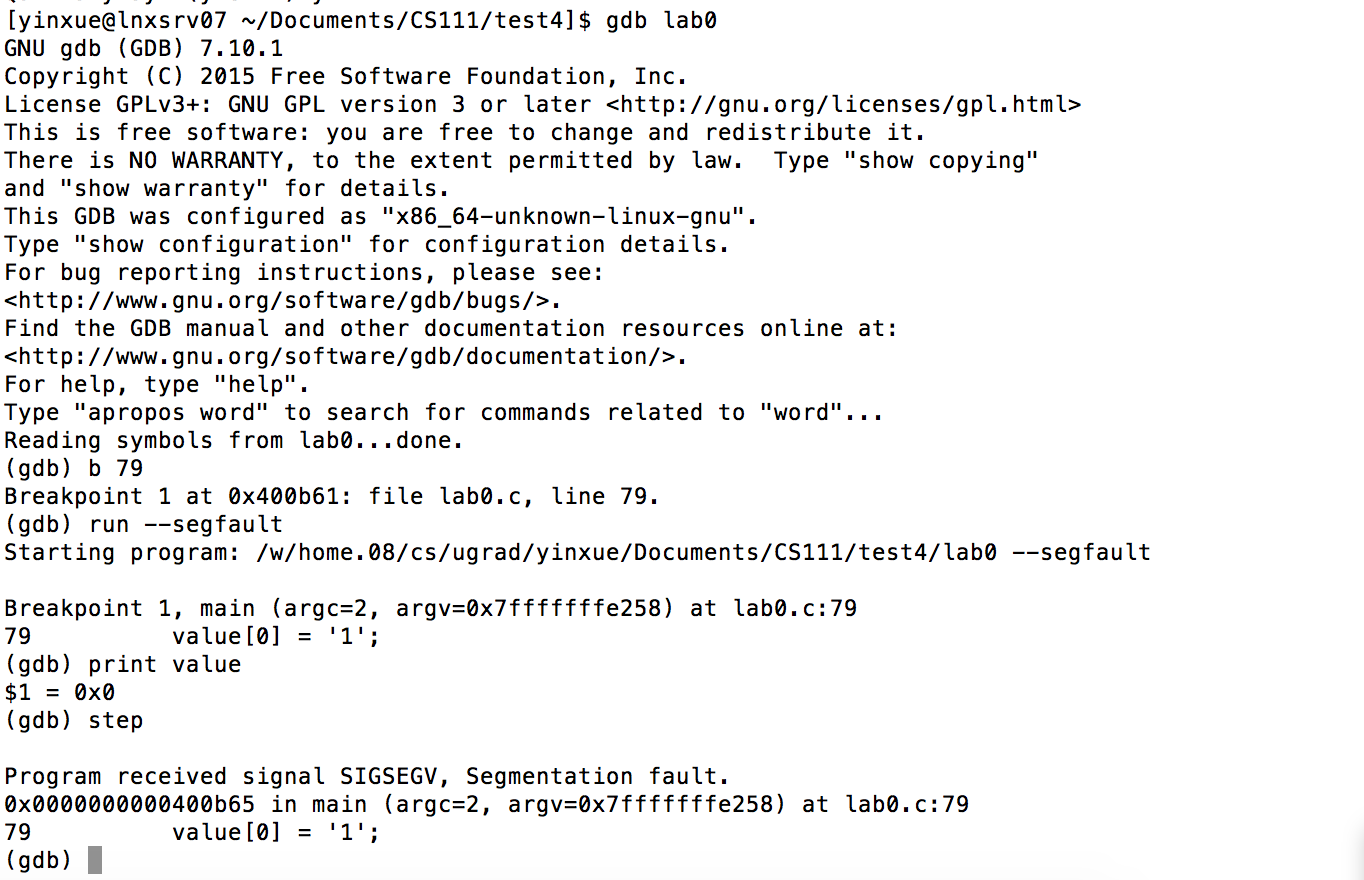 [yinxue@lnxsrv07 ~/Documents/CS111/test4]$ gdb lab0
GNU gdb (GDB) 7.10.1
Copyright (C) 2015 Free Software Foundation, Inc.
License GPLv3+: GNU GPL version 3 or later <http://gnu.org/licenses/gpl.html>
This is free software: you are free to change and redistribute it.
There is NO WARRANTY, to the extent permitted by law.  Type "show copying"
and "show warranty" for details.
This GDB was configured as "x86_64-unknown-linux-gnu".
Type "show configuration" for configuration details.
For bug reporting instructions, please see:
<http://www.gnu.org/software/gdb/bugs/>.
Find the GDB manual and other documentation resources online at:
<http://www.gnu.org/software/gdb/documentation/>.
For help, type "help".
Type "apropos word" to search for commands related to "word"...
Reading symbols from lab0...done.
(gdb) b 79
Breakpoint 1 at 0x400b61: file lab0.c, line 79.
(gdb) run --segfault
Starting program: /w/home.08/cs/ugrad/yinxue/Documents/CS111/test4/lab0 --segfault

Breakpoint 1, main (argc=2, argv=0x7fffffffe258) at lab0.c:79
79          value[0] = '1';
(gdb) print value
$1 = 0x0
(gdb) step

Program received signal SIGSEGV, Segmentation fault.
0x0000000000400b65 in main (argc=2, argv=0x7fffffffe258) at lab0.c:79
79          value[0] = '1';
(gdb)